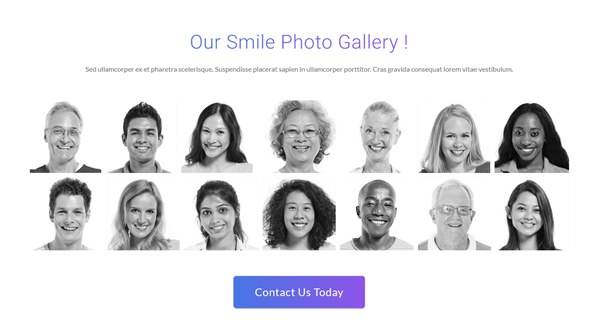 Our Smile Photo Gallery !
Sed ullamcorper ex et pharetra scelerisque. Suspendisse placerat sapien in ullamcorper porttitor. Cras gravida consequat lorem vitae vestibulum.
Contact Us Today